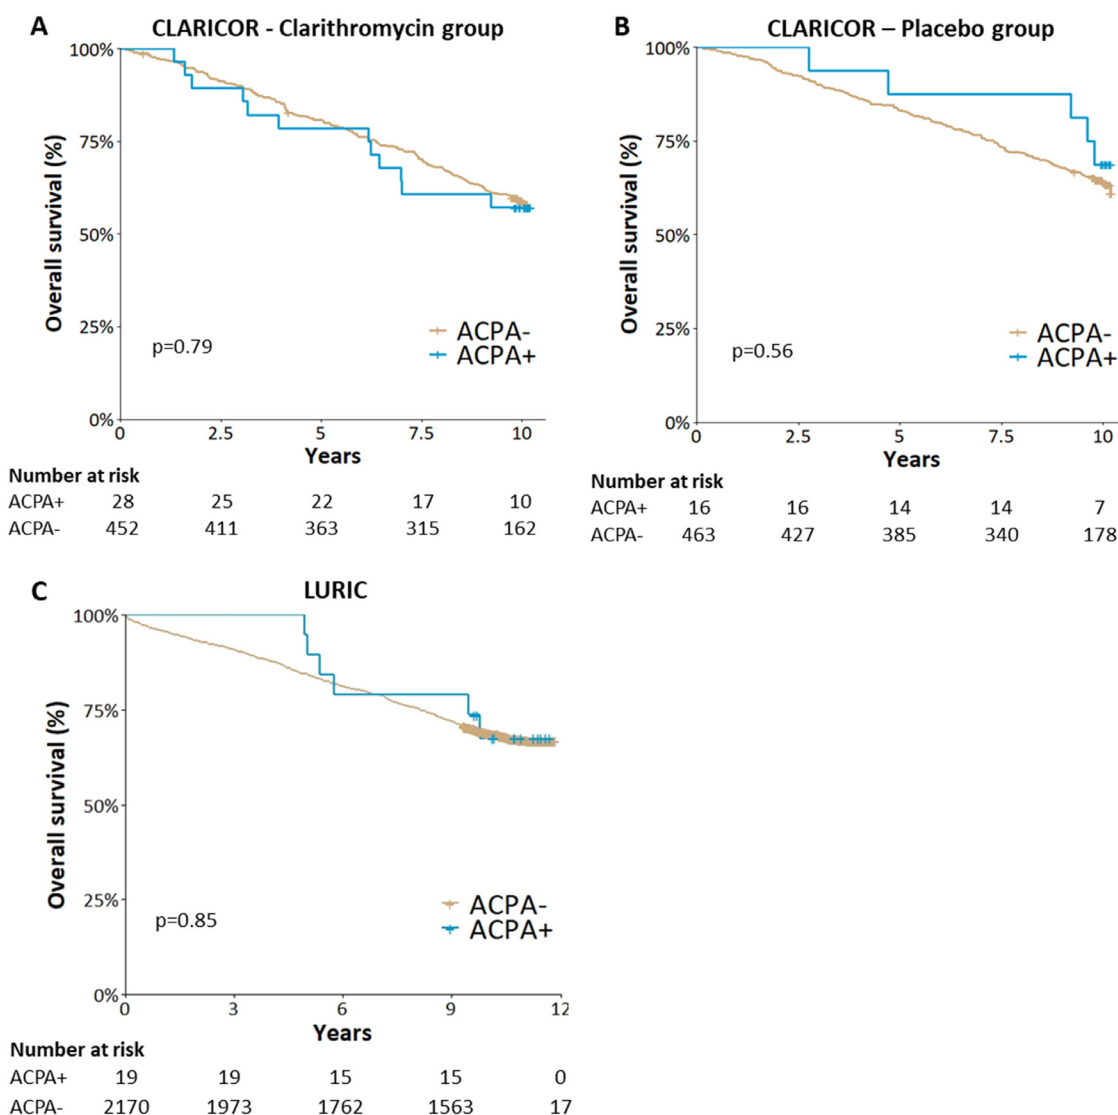 A
CLARICOR - Clarithromycin group
100%
75%
50%
25%
0%
Overall survival (%)
p=0.79
ACPA-
ACPA+
0 2.5 5 7.5 10
Years
Number at risk
ACPA+ 28 25 22 17 10
ACPA- 452 411 363 315 162
B
CLARICOR – Placebo group
100%
75%
50%
25%
0%
Overall survival (%)
p=0.56
ACPA-
ACPA+
0 2.5 5 7.5 10
Years
Number at risk
ACPA+ 16 16 14 14 7
ACPA- 463 427 385 340 178
C
LURIC
100%
75%
50%
25%
0%
Overall survival (%)
p=0.85
ACPA-
ACPA+
0 3 6 9 12
Years
Number at risk
ACPA+ 19 19 15 15 0
ACPA- 2170 1973 1762 1563 17